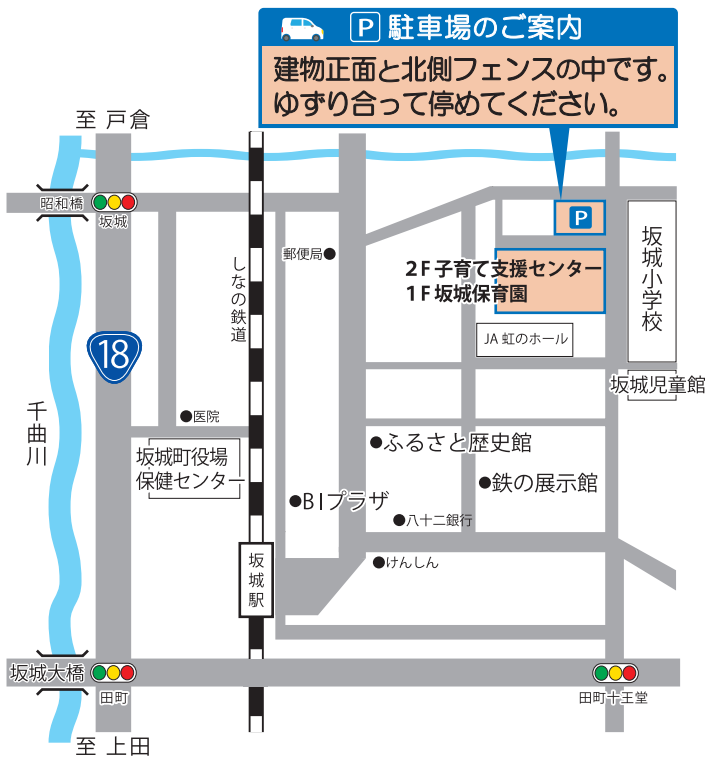 P 駐車場のご案内
建物正面と北側フェンスの中です。
ゆずり合って停めてください。
至 戸倉
昭和橋
坂城
P
郵便局
しなの鉄道
2F 子育て支援センター
1F 坂城保育園
坂城小学校
JA 虹のホール
18
坂城児童館
千曲川
医院
ふるさと歴史館
坂城町役場
保健センター
鉄の展示館
BIプラザ
八十二銀行
坂城駅
けんしん
坂城大橋
田町
田町十王堂
至 上田